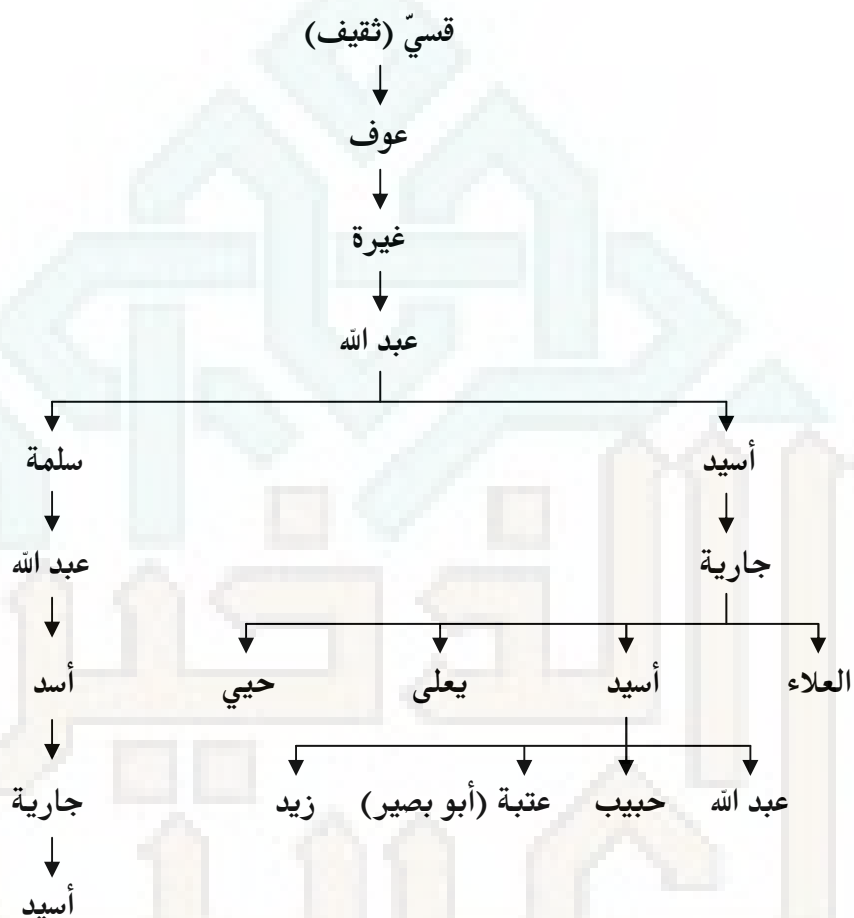 قسيّ (ثقيف)
عوف
غيرة
عبد الله
أسيد
سلمة
جارية
عبد الله
العلاء
أسيد
يعلى
حيي
أسد
عبد الله
حبيب
عتبة (أبو بصير)
زيد
جارية
أسيد